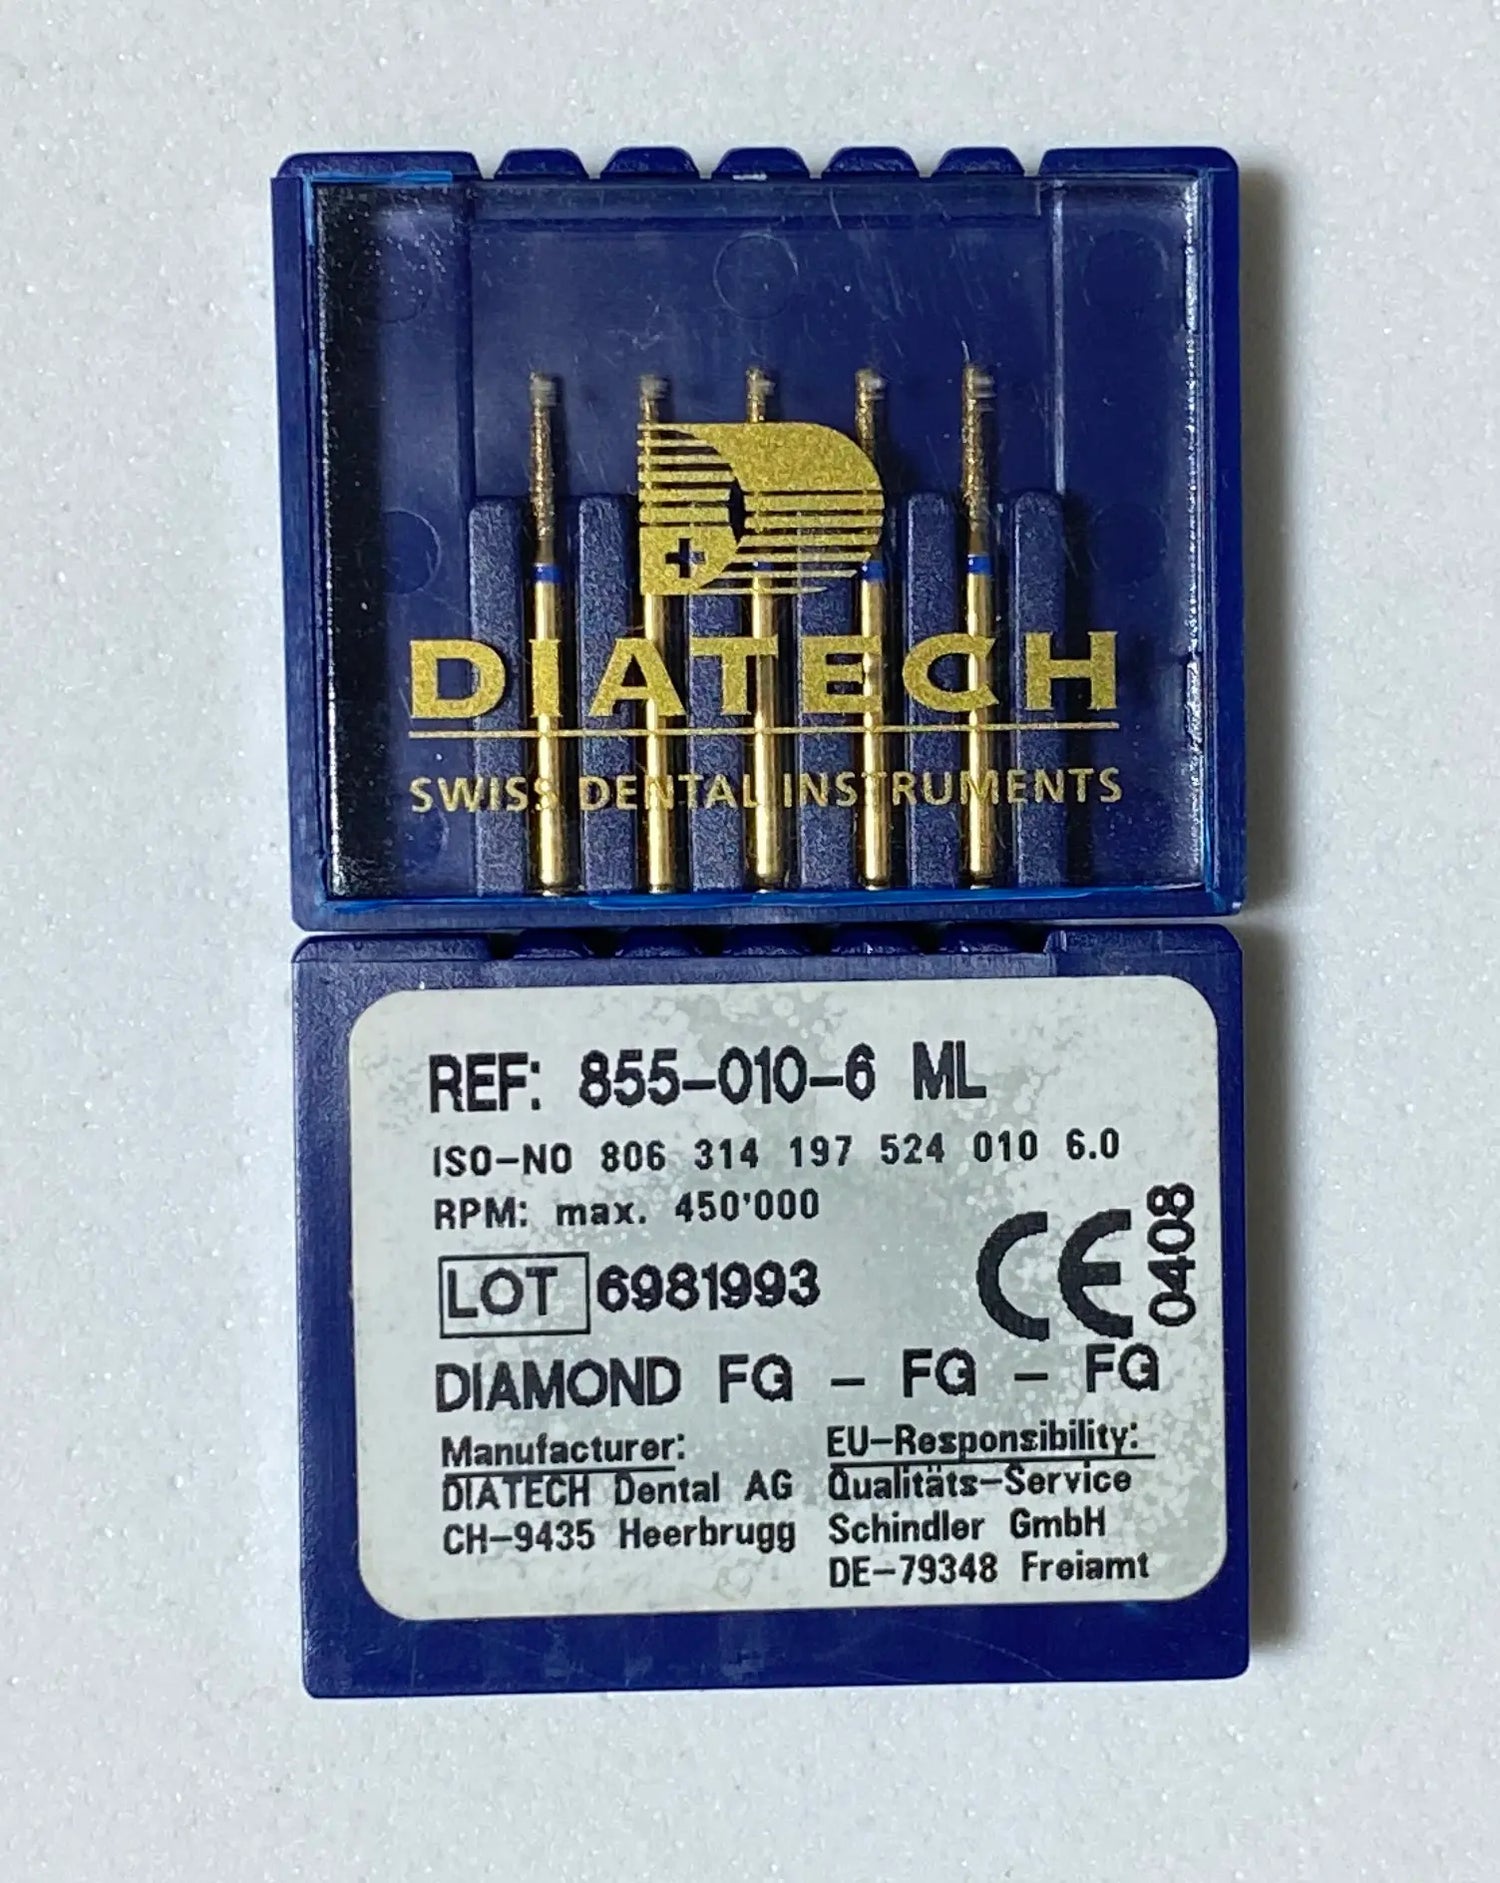 DIATECH
SWISS DENTAL INSTRUMENTS
REF: 855-010-6 ML
ISO-NO 806 314 197 524 010 6.0
RPM: max. 450'000
LOT 6981993
CE 0408
DIAMOND FG - FG - FG
Manufacturer:
DIATECH Dental AG
CH-9435 Heerbrugg
EU-Responsibility:
Qualitäts-Service
Schindler GmbH
DE-79348 Freiamt